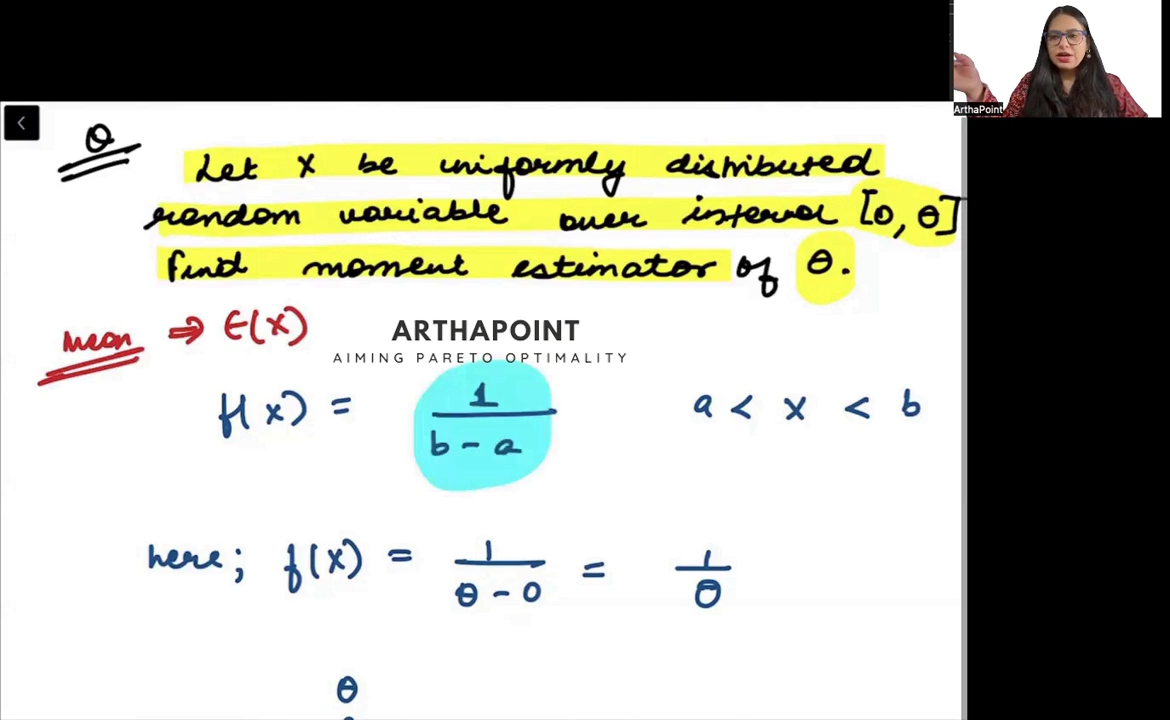 Q
Let X be uniformly distributed
random variable over interval [0, θ]
Find moment estimator of θ.
mean ⇒ E(X)
ARTHAPOINT
AIMING PARETO OPTIMALITY
f(x) = 1/(b - a) a < x < b
here; f(x) = 1/(θ - 0) = 1/θ
θ
ArthaPoint